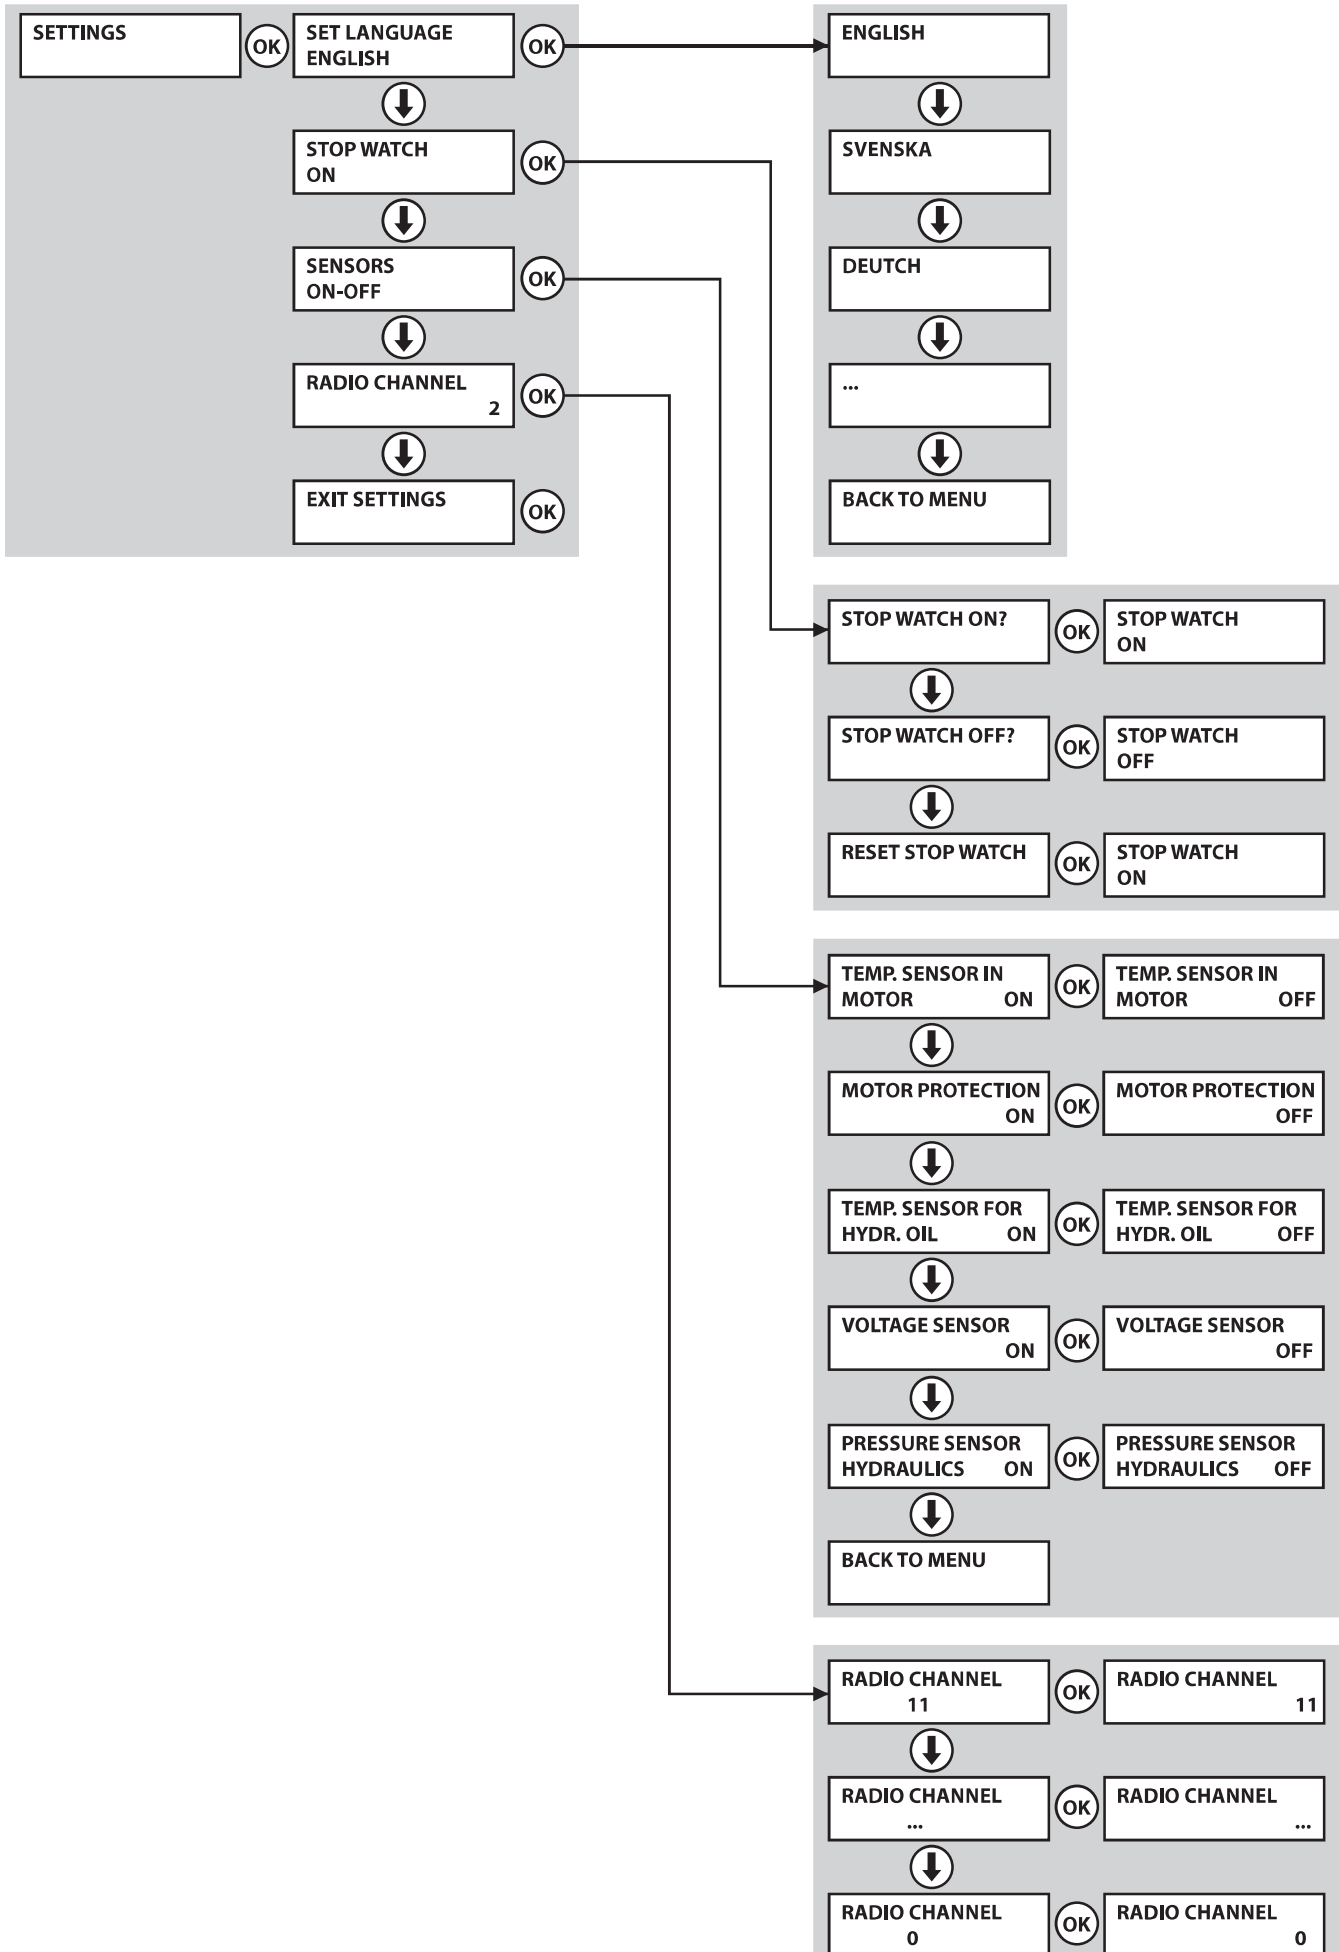 SETTINGS
OK
SET LANGUAGE
ENGLISH
OK
STOP WATCH
ON
OK
SENSORS
ON-OFF
OK
RADIO CHANNEL
2
OK
EXIT SETTINGS
OK
ENGLISH
SVENSKA
DEUTCH
...
BACK TO MENU
STOP WATCH ON?
OK
STOP WATCH
ON
STOP WATCH OFF?
OK
STOP WATCH
OFF
RESET STOP WATCH
OK
STOP WATCH
ON
TEMP. SENSOR IN
MOTOR ON
OK
TEMP. SENSOR IN
MOTOR OFF
MOTOR PROTECTION
ON
OK
MOTOR PROTECTION
OFF
TEMP. SENSOR FOR
HYDR. OIL ON
OK
TEMP. SENSOR FOR
HYDR. OIL OFF
VOLTAGE SENSOR
ON
OK
VOLTAGE SENSOR
OFF
PRESSURE SENSOR
HYDRAULICS ON
OK
PRESSURE SENSOR
HYDRAULICS OFF
BACK TO MENU
RADIO CHANNEL
11
OK
RADIO CHANNEL
11
RADIO CHANNEL
...
OK
RADIO CHANNEL
...
RADIO CHANNEL
0
OK
RADIO CHANNEL
0